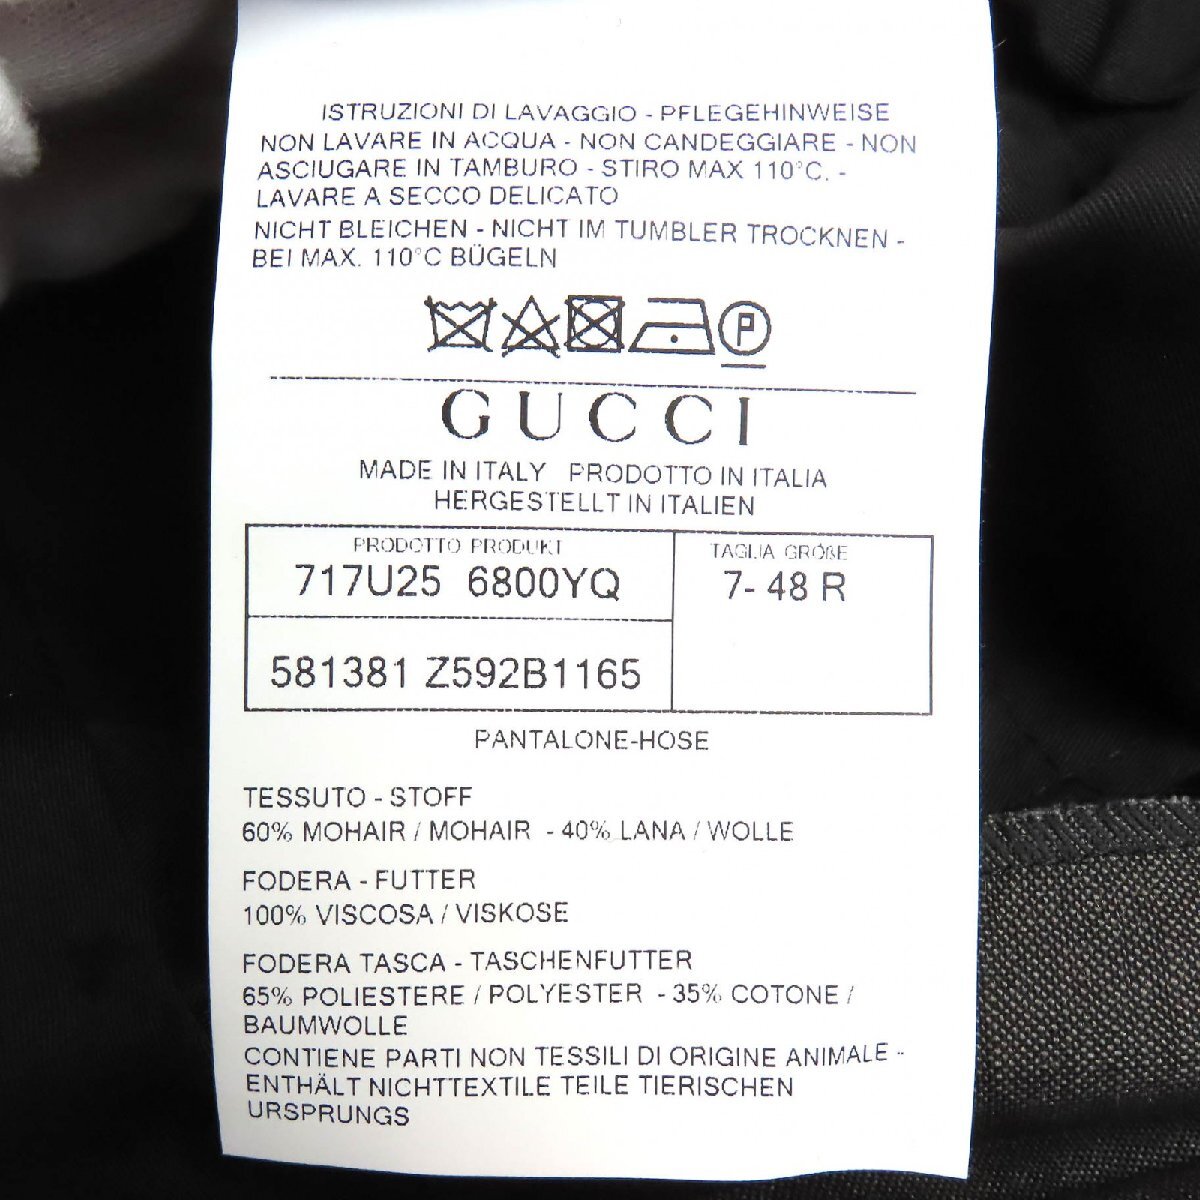 ISTRUZIONI DI LAVAGGIO - PFLEGEHINWEISE
NON LAVARE IN ACQUA - NON CANDEGGIARE - NON
ASCIUGARE IN TAMBURO - STIRO MAX 110°C. -
LAVARE A SECCO DELICATO
NICHT BLEICHEN - NICHT IM TUMBLER TROCKNEN -
BEI MAX. 110°C BÜGELN
P
GUCCI
MADE IN ITALY PRODOTTO IN ITALIA
HERGESTELLT IN ITALIEN
PRODOTTO PRODUKT
717U25 6800YQ
581381 Z592B1165
TAGLIA GRÖßE
7- 48 R
PANTALONE-HOSE
TESSUTO - STOFF
60% MOHAIR / MOHAIR - 40% LANA / WOLLE
FODERA - FUTTER
100% VISCOSA / VISKOSE
FODERA TASCA - TASCHENFUTTER
65% POLIESTERE / POLYESTER - 35% COTONE /
BAUMWOLLE
CONTIENE PARTI NON TESSILI DI ORIGINE ANIMALE -
ENTHÄLT NICHTTEXTILE TEILE TIERISCHEN
URSPRUNGS